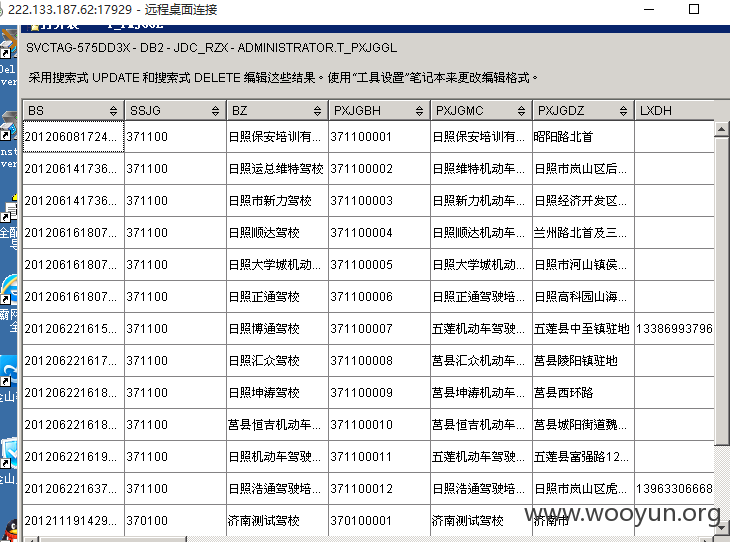 222.133.187.62:17929 - 远程桌面连接
SVCTAG-575DD3X - DB2 - JDC_RZX - ADMINISTRATOR.T_PXJGGL
采用搜索式 UPDATE 和搜索式 DELETE 编辑这些结果。使用“工具设置”笔记本来更改编辑格式。
BS SSJG BZ PXJGBH PXJGMC PXJGDZ LXDH
201206081724... 371100 日照保安培训有... 371100001 日照保安培训有... 昭阳路北首
201206141736... 371100 日照运总维特驾校 371100002 日照维特机动车... 日照市岚山区后...
201206141736... 371100 日照市新力驾校 371100003 日照新力机动车... 日照经济开发区...
201206161807... 371100 日照顺达驾校 371100004 日照顺达机动车... 兰州路北首及三...
201206161807... 371100 日照大学城机动... 371100005 日照大学城机动... 日照市河山镇侯...
201206161807... 371100 日照正通驾校 371100006 日照正通驾驶培... 日照高科园山海...
201206221615... 371100 日照博通驾校 371100007 五莲机动车驾驶... 五莲县中至镇驻地 13386993796
201206221617... 371100 日照汇众驾校 371100008 莒县汇众机动车... 莒县陵阳镇驻地
201206221618... 371100 日照坤涛驾校 371100009 莒县坤涛机动车... 莒县西环路
201206221618... 371100 莒县恒吉机动车... 371100010 莒县恒吉机动车... 莒县城阳街道魏...
201206221619... 371100 日照机动车驾驶... 371100011 五莲机动车驾驶... 五莲县富强路12...
201206221637... 371100 日照浩通驾驶培... 371100012 日照浩通驾驶培... 日照市岚山区虎... 13963306668
201211191429... 370100 济南测试驾校 370100001 济南测试驾校 济南市
www.wooyun.org